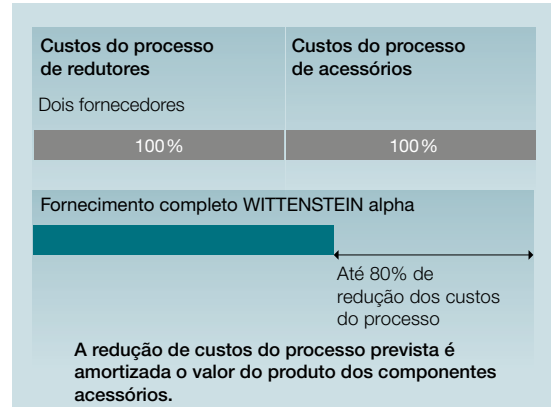 Custos do processo
de redutores
Custos do processo
de acessórios
Dois fornecedores
100 %
100 %
Fornecimento completo WITTENSTEIN alpha
Até 80% de
redução dos custos
do processo
A redução de custos do processo prevista é
amortizada o valor do produto dos componentes
acessórios.